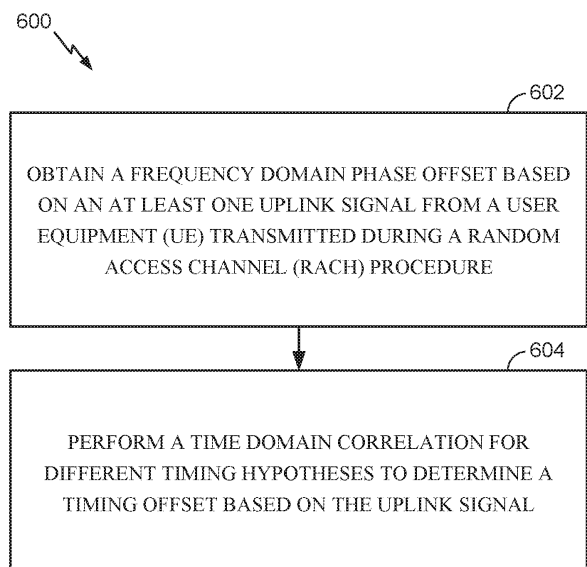 600
602
OBTAIN A FREQUENCY DOMAIN PHASE OFFSET BASED
ON AN AT LEAST ONE UPLINK SIGNAL FROM A USER
EQUIPMENT (UE) TRANSMITTED DURING A RANDOM
ACCESS CHANNEL (RACH) PROCEDURE
604
PERFORM A TIME DOMAIN CORRELATION FOR
DIFFERENT TIMING HYPOTHESES TO DETERMINE A
TIMING OFFSET BASED ON THE UPLINK SIGNAL